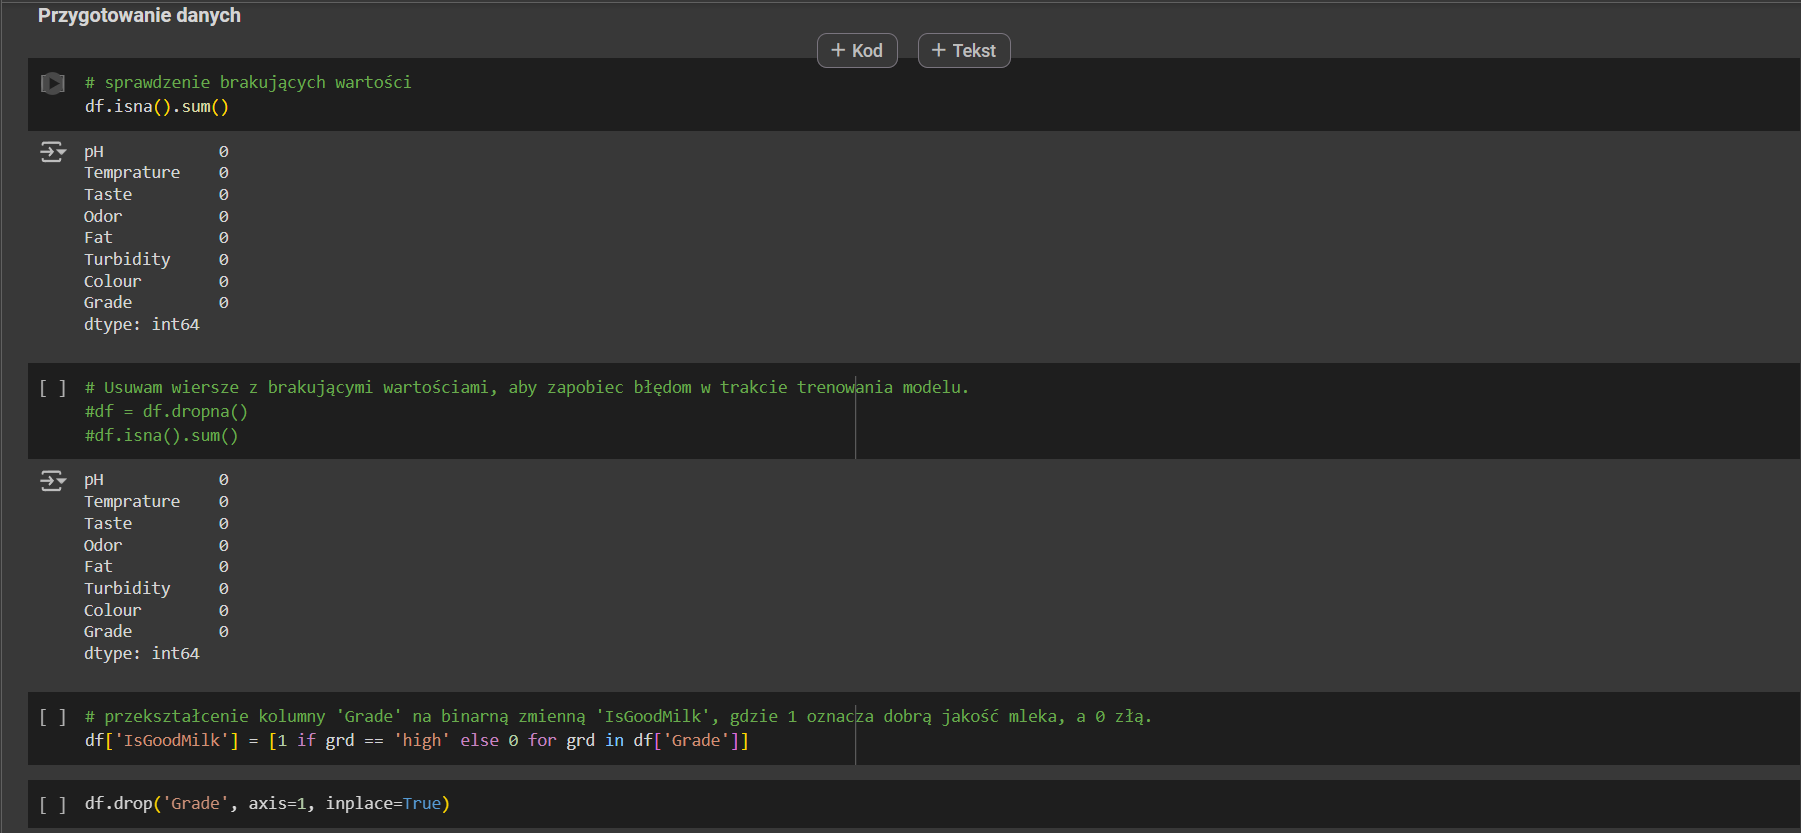 Przygotowanie danych
+ Kod + Tekst
# sprawdzenie brakujących wartości
df.isna().sum()
pH 0
Temprature 0
Taste 0
Odor 0
Fat 0
Turbidity 0
Colour 0
Grade 0
dtype: int64
[ ] # Usuwam wiersze z brakującymi wartościami, aby zapobiec błędom w trakcie trenowania modelu.
#df = df.dropna()
#df.isna().sum()
pH 0
Temprature 0
Taste 0
Odor 0
Fat 0
Turbidity 0
Colour 0
Grade 0
dtype: int64
[ ] # przekształcenie kolumny 'Grade' na binarną zmienną 'IsGoodMilk', gdzie 1 oznacza dobrą jakość mleka, a 0 złą.
df['IsGoodMilk'] = [1 if grd == 'high' else 0 for grd in df['Grade']]
[ ] df.drop('Grade', axis=1, inplace=True)